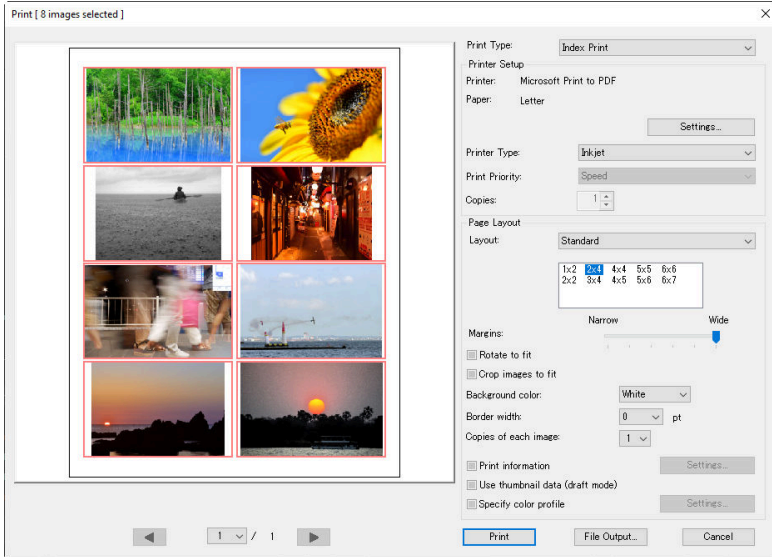 Print [ 8 images selected ]
Print Type: Index Print
Printer Setup
Printer: Microsoft Print to PDF
Paper: Letter
Settings...
Printer Type: Inkjet
Print Priority: Speed
Copies: 1
Page Layout
Layout: Standard
1x2 2x4 4x4 5x5 6x6
2x2 3x4 4x5 5x6 6x7
Narrow Wide
Margins:
Rotate to fit
Crop images to fit
Background color: White
Border width: 0 pt
Copies of each image: 1
Print information Settings...
Use thumbnail data (draft mode)
Specify color profile Settings...
1 / 1
Print File Output... Cancel